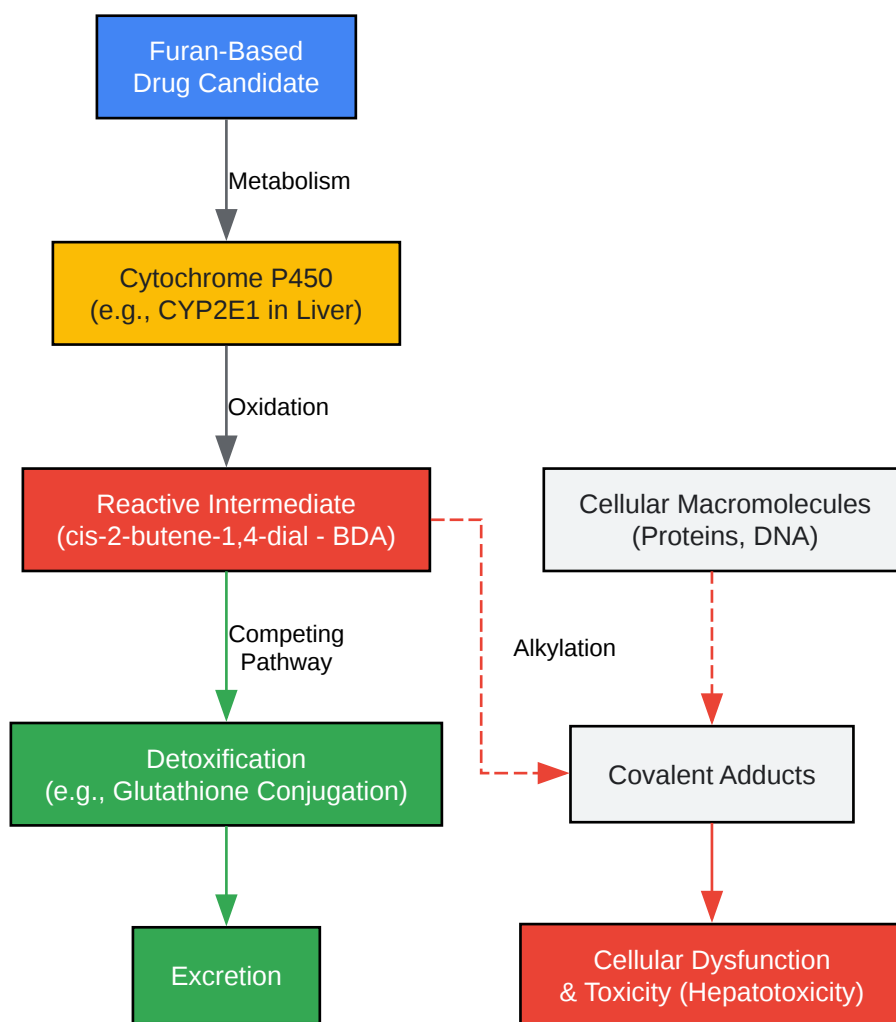 Furan-Based
Drug Candidate
Metabolism
Cytochrome P450
(e.g., CYP2E1 in Liver)
Oxidation
Reactive Intermediate
(cis-2-butene-1,4-dial - BDA)
Cellular Macromolecules
(Proteins, DNA)
Competing
Pathway
Alkylation
Detoxification
(e.g., Glutathione Conjugation)
Covalent Adducts
Excretion
Cellular Dysfunction
& Toxicity (Hepatotoxicity)